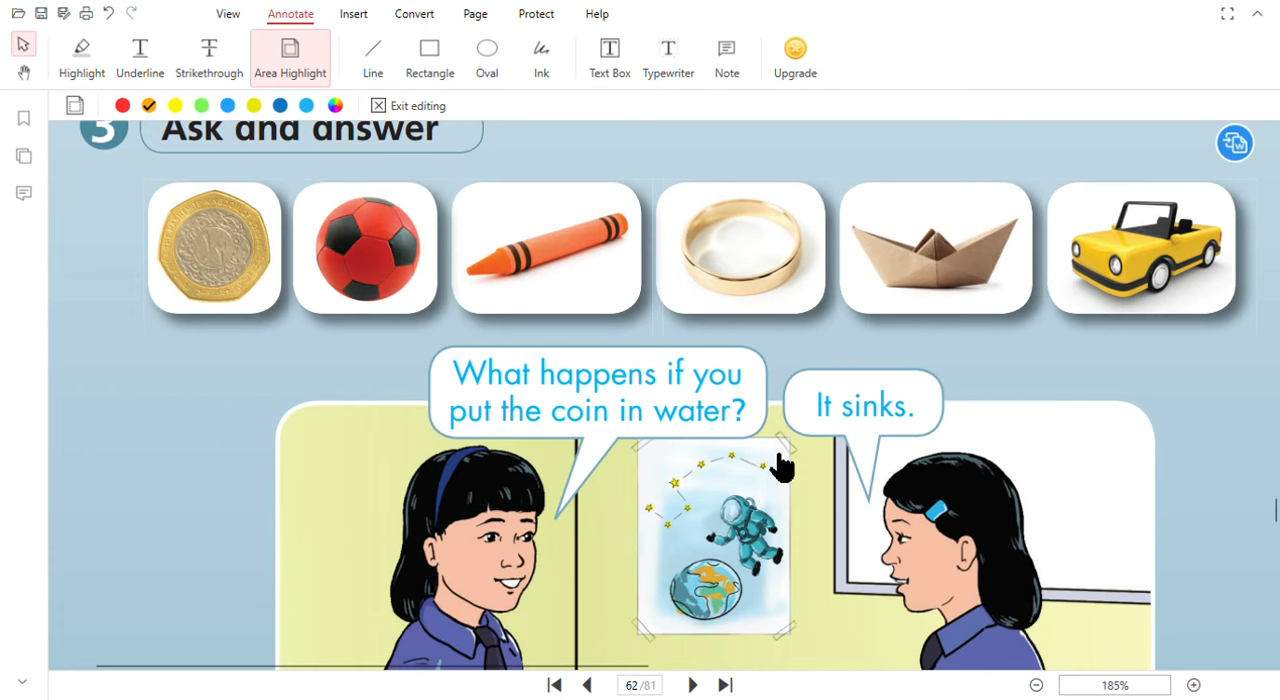 View Annotate Insert Convert Page Protect Help
Highlight Underline Strikethrough Area Highlight Line Rectangle Oval Ink Text Box Typewriter Note Upgrade
Exit editing
3 Ask and answer
What happens if you
put the coin in water?
It sinks.
62 /81
185%